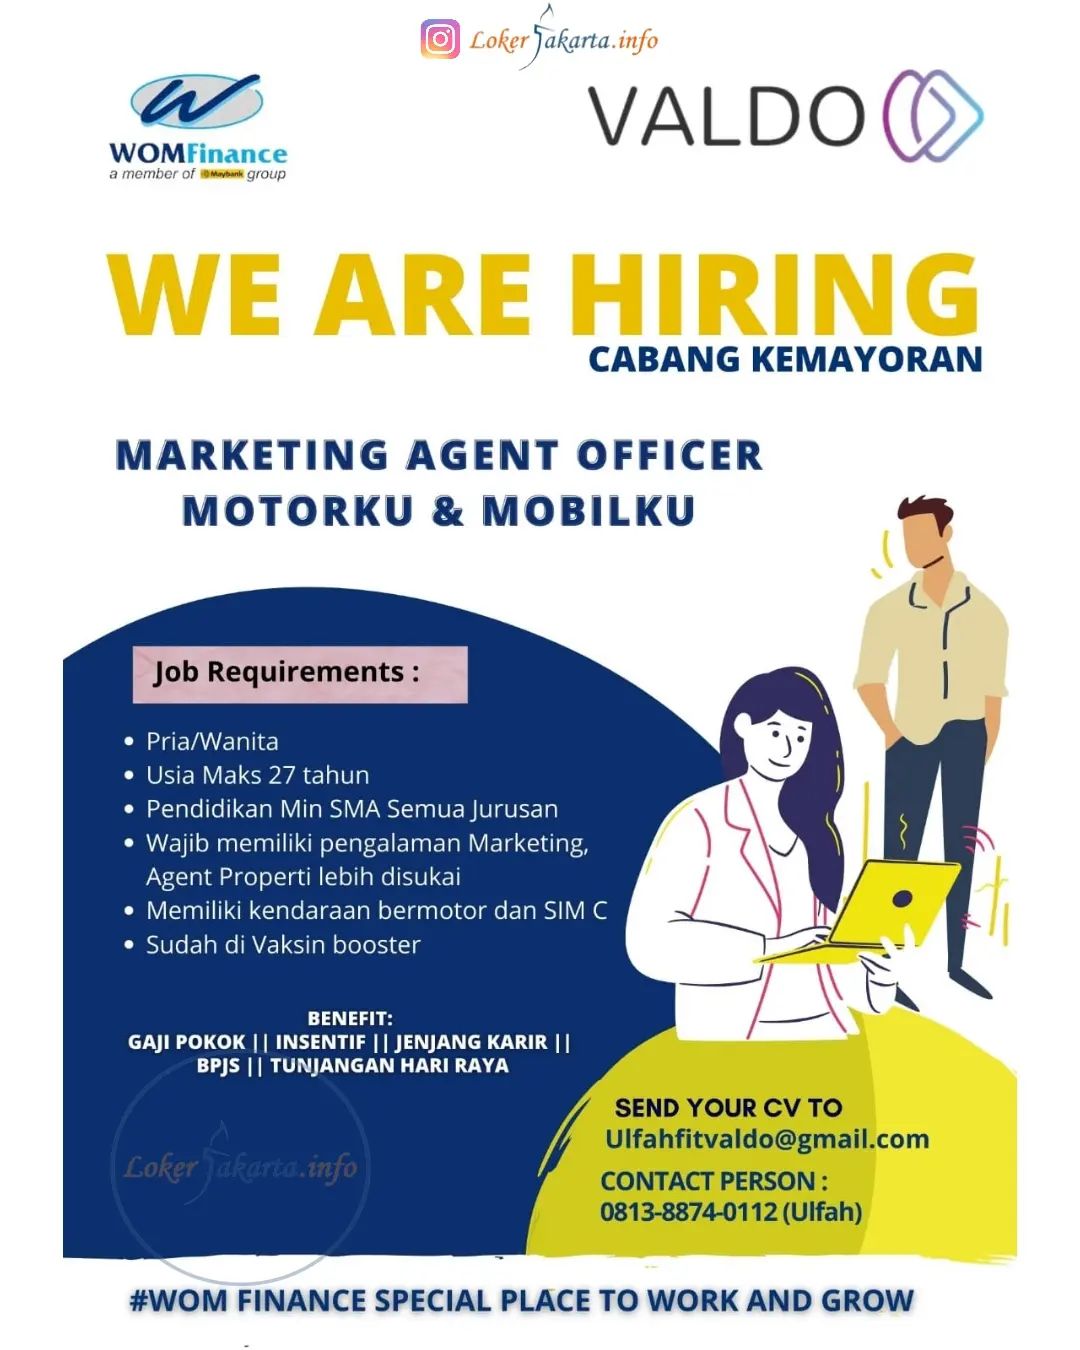 Loker Jakarta.info
WOMFinance
a member of Maybank group
VALDO
WE ARE HIRING
CABANG KEMAYORAN
MARKETING AGENT OFFICER
MOTORKU & MOBILKU
Job Requirements :
• Pria/Wanita
• Usia Maks 27 tahun
• Pendidikan Min SMA Semua Jurusan
• Wajib memiliki pengalaman Marketing,
Agent Properti lebih disukai
• Memiliki kendaraan bermotor dan SIM C
• Sudah di Vaksin booster
BENEFIT:
GAJI POKOK || INSENTIF || JENJANG KARIR ||
BPJS || TUNJANGAN HARI RAYA
Loker Jakarta.info
SEND YOUR CV TO
Ulfahfitvaldo@gmail.com
CONTACT PERSON :
0813-8874-0112 (Ulfah)
#WOM FINANCE SPECIAL PLACE TO WORK AND GROW